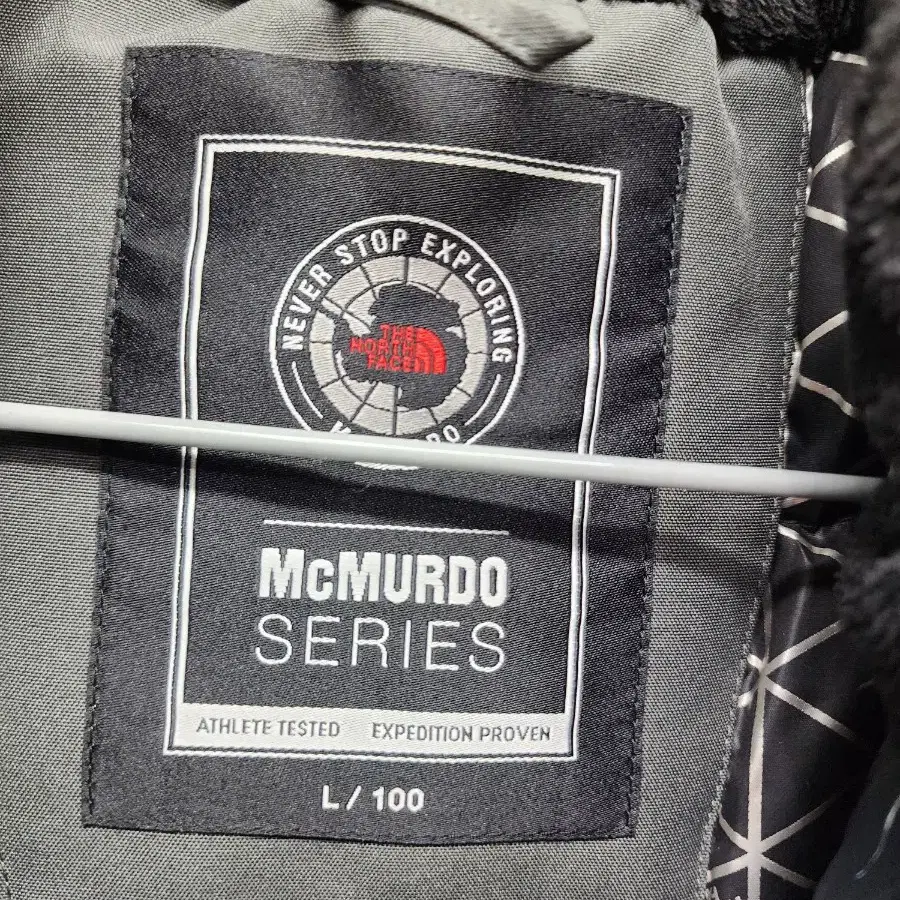 NEVER STOP EXPLORING
THE
NORTH
FACE
McMURDO
SERIES
ATHLETE TESTED EXPEDITION PROVEN
L / 100